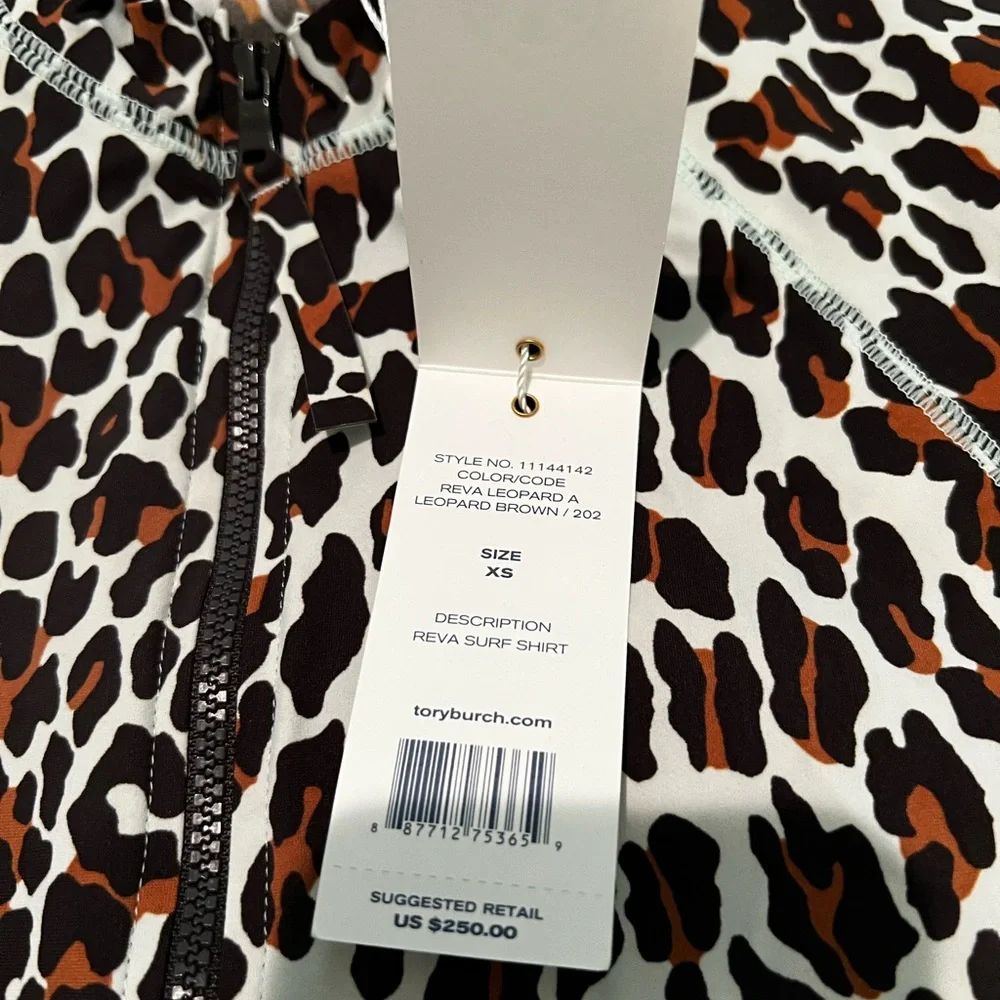 STYLE NO. 11144142
COLOR/CODE
REVA LEOPARD A
LEOPARD BROWN / 202
SIZE
XS
DESCRIPTION
REVA SURF SHIRT
toryburch.com
8 87712 75365 9
SUGGESTED RETAIL
US $250.00